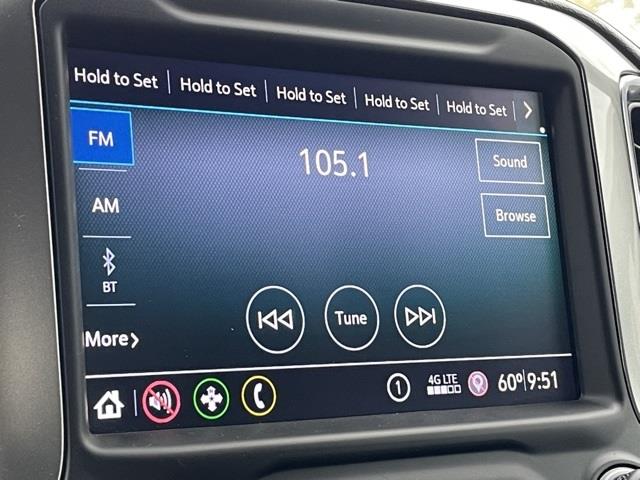 Hold to Set Hold to Set Hold to Set Hold to Set Hold to Set
FM 105.1 Sound
AM Browse
BT
Tune
More
1 4G LTE 60° 9:51